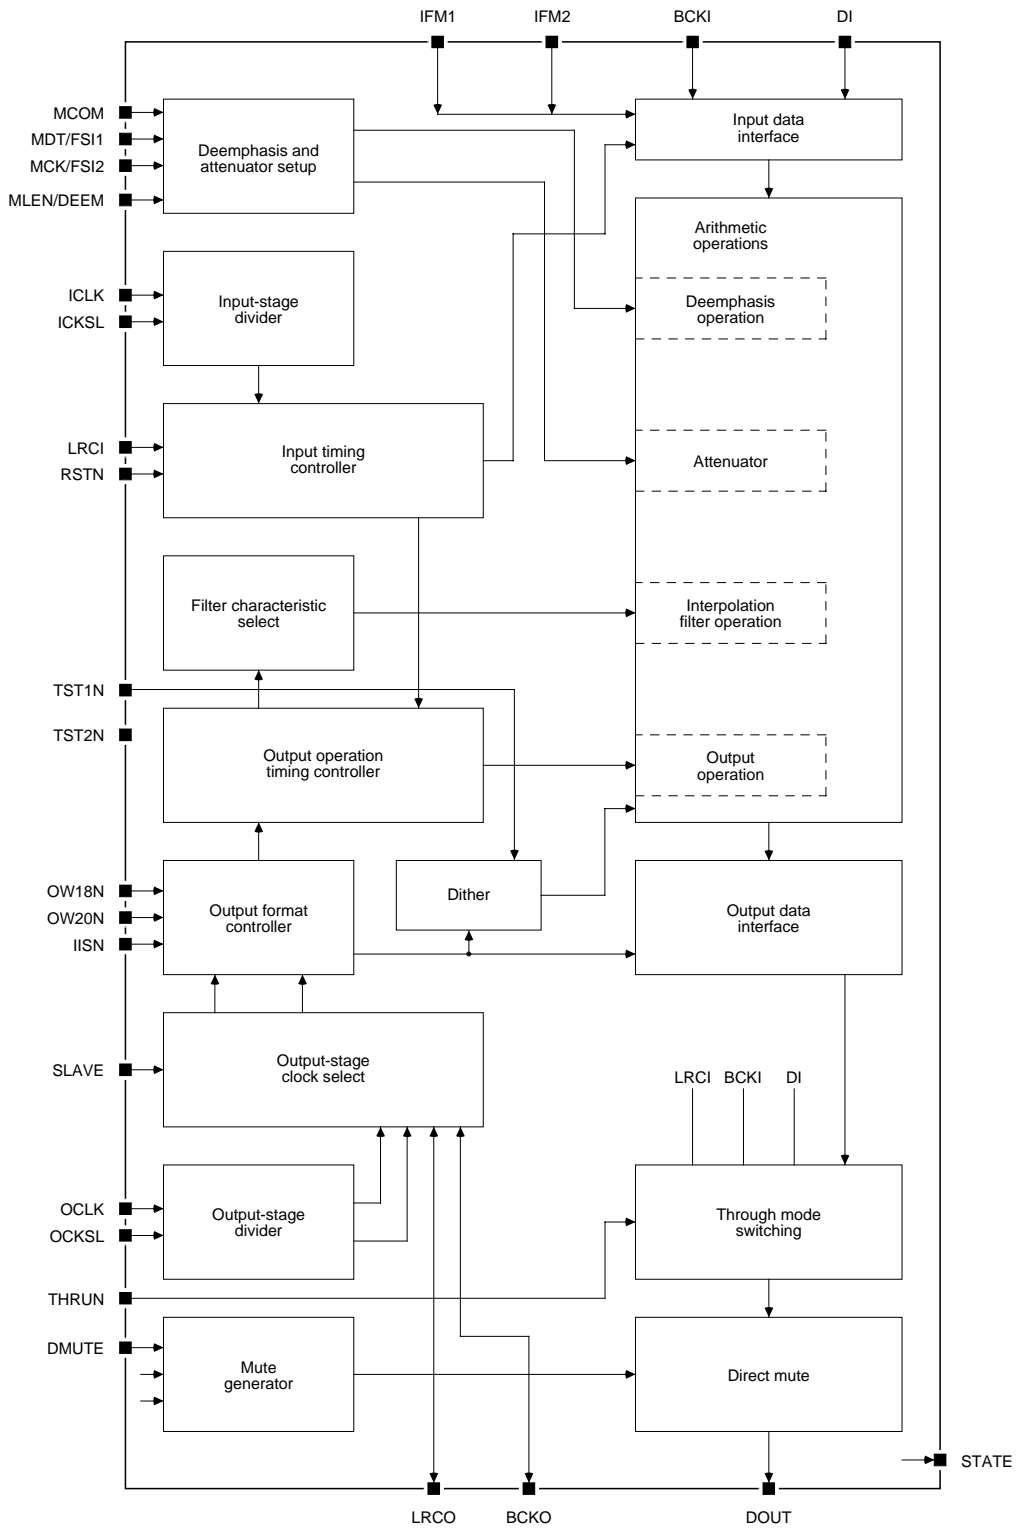 IFM1
IFM2
BCKI
DI
MCOM
MDT/FSI1
MCK/FSI2
MLEN/DEEM
Deemphasis and
attenuator setup
Input data
interface
Arithmetic
operations
ICLK
ICKSL
Input-stage
divider
Deemphasis
operation
LRCI
RSTN
Input timing
controller
Attenuator
Filter characteristic
select
Interpolation
filter operation
TST1N
TST2N
Output operation
timing controller
Output
operation
OW18N
OW20N
IISN
Output format
controller
Dither
Output data
interface
SLAVE
Output-stage
clock select
LRCI
BCKI
DI
OCLK
OCKSL
Output-stage
divider
Through mode
switching
THRUN
DMUTE
Mute
generator
Direct mute
STATE
LRCO
BCKO
DOUT